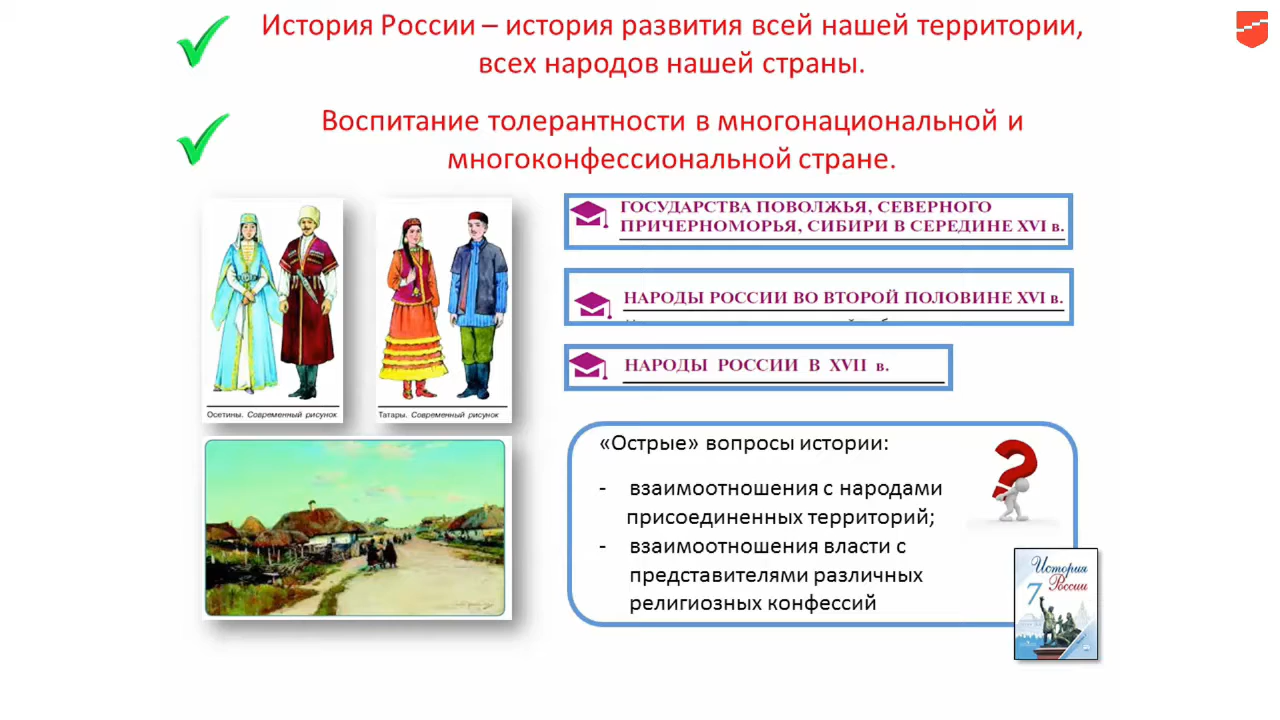 История России – история развития всей нашей территории,
всех народов нашей страны.
Воспитание толерантности в многонациональной и
многоконфессиональной стране.
Осетины. Современный рисунок
Татары. Современный рисунок
ГОСУДАРСТВА ПОВОЛЖЬЯ, СЕВЕРНОГО
ПРИЧЕРНОМОРЬЯ, СИБИРИ В СЕРЕДИНЕ XVI в.
НАРОДЫ РОССИИ ВО ВТОРОЙ ПОЛОВИНЕ XVI в.
НАРОДЫ РОССИИ В XVII в.
«Острые» вопросы истории:
- взаимоотношения с народами
присоединенных территорий;
- взаимоотношения власти с
представителями различных
религиозных конфессий
История
России
7